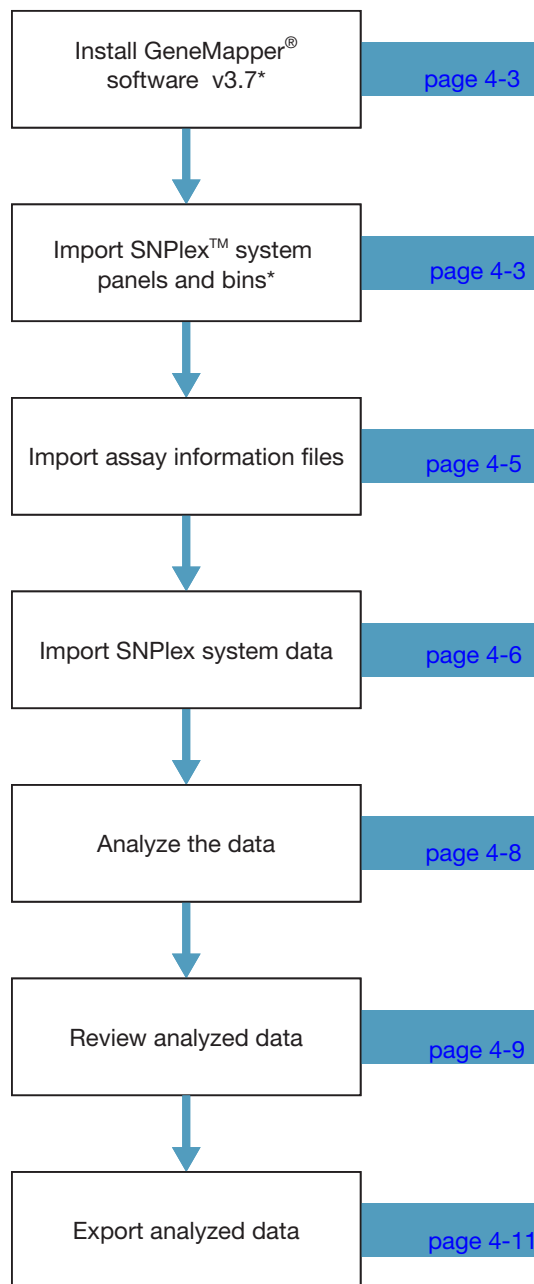 Install GeneMapper®
software v3.7*
page 4-3
Import SNPlex™ system
panels and bins*
page 4-3
Import assay information files
page 4-5
Import SNPlex system data
page 4-6
Analyze the data
page 4-8
Review analyzed data
page 4-9
Export analyzed data
page 4-11